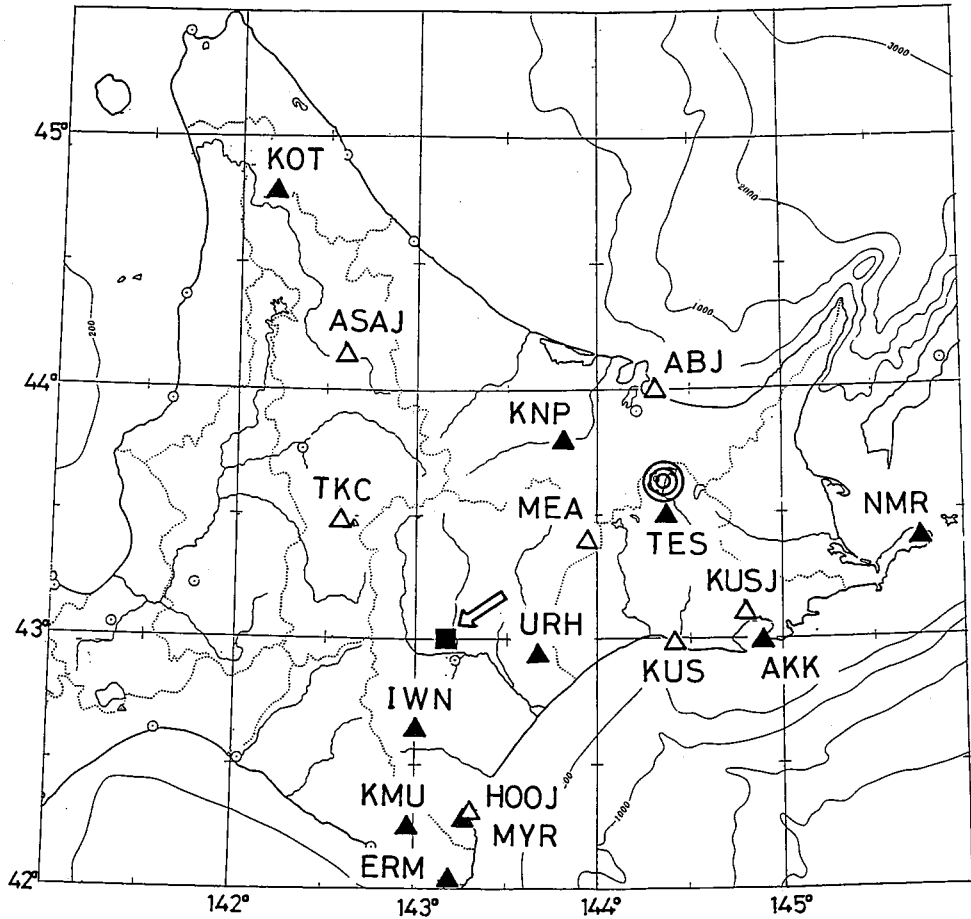 3000
45°
KOT
2000
200
ASAJ
1000
ABJ
44°
KNP
TKC
MEA
NMR
TES
KUSJ
43°
URH
KUS
AKK
IWN
KMU
HOOJ
MYR
1000
ERM
42°
142°
143°
144°
145°